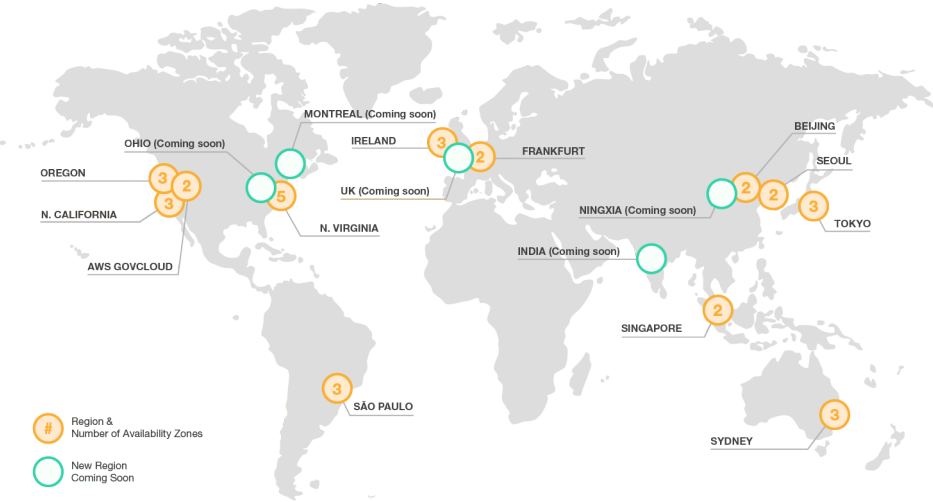 MONTREAL (Coming soon)
BEIJING
OHIO (Coming soon)
IRELAND
3
2
FRANKFURT
SEOUL
OREGON
3
2
UK (Coming soon)
2
2
N. CALIFORNIA
3
5
NINGXIA (Coming soon)
3
TOKYO
N. VIRGINIA
INDIA (Coming soon)
AWS GOVCLOUD
2
SINGAPORE
3
SÃO PAULO
3
SYDNEY
#
Region &
Number of Availability Zones
New Region
Coming Soon